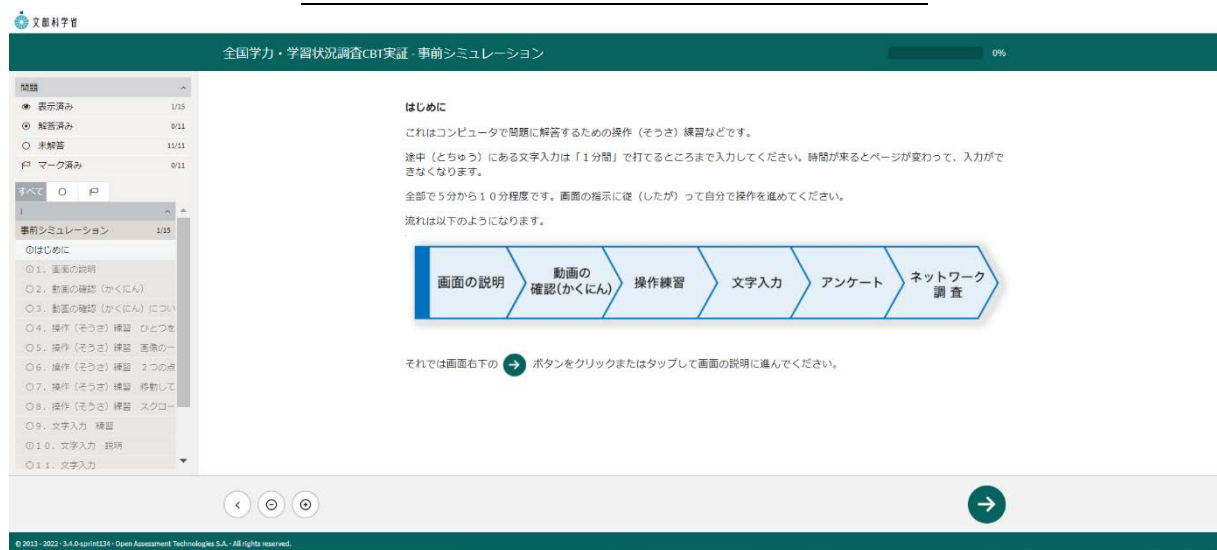 文部科学省
全国学力・学習状況調査CBT実証 - 事前シミュレーション
0%
問題
表示済み 1/15
解答済み 0/11
未解答 11/11
マーク済み 0/11
すべて
事前シミュレーション 1/15
はじめに
1．画面の説明
2．動画の確認（かくにん）
3．動画の確認（かくにん）につい
4．操作（そうさ）練習 ひとつを
5．操作（そうさ）練習 画像の一
6．操作（そうさ）練習 2つの点
7．操作（そうさ）練習 移動して
8．操作（そうさ）練習 スクロー
9．文字入力 練習
10．文字入力 説明
11．文字入力
はじめに
これはコンピュータで問題に解答するための操作（そうさ）練習などです。
途中（とちゅう）にある文字入力は「１分間」で打てるところまで入力してください。時間が来るとページが変わって、入力がで
きなくなります。
全部で５分から１０分程度です。画面の指示に従（したが）って自分で操作を進めてください。
流れは以下のようになります。
画面の説明
動画の
確認(かくにん)
操作練習
文字入力
アンケート
ネットワーク
調 査
それでは画面右下の ボタンをクリックまたはタップして画面の説明に進んでください。
© 2013 - 2022 · 3.4.0-sprint134 · Open Assessment Technologies S.A. · All rights reserved.